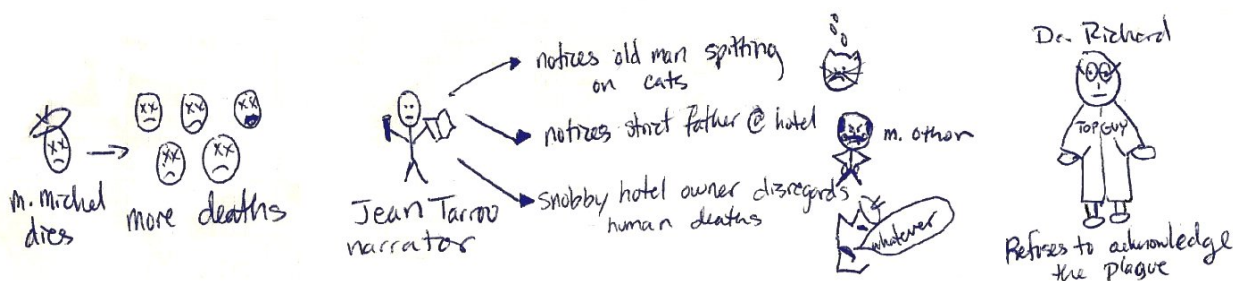 m. Michel
dies
more deaths
Jean Tarrou
narrator
notices old man spitting
on cats
notices strict father @ hotel
m. othon
Snobby hotel owner disregards
human deaths
whatever
Dr. Richard
TOP GUY
Refuses to acknowledge
the plague